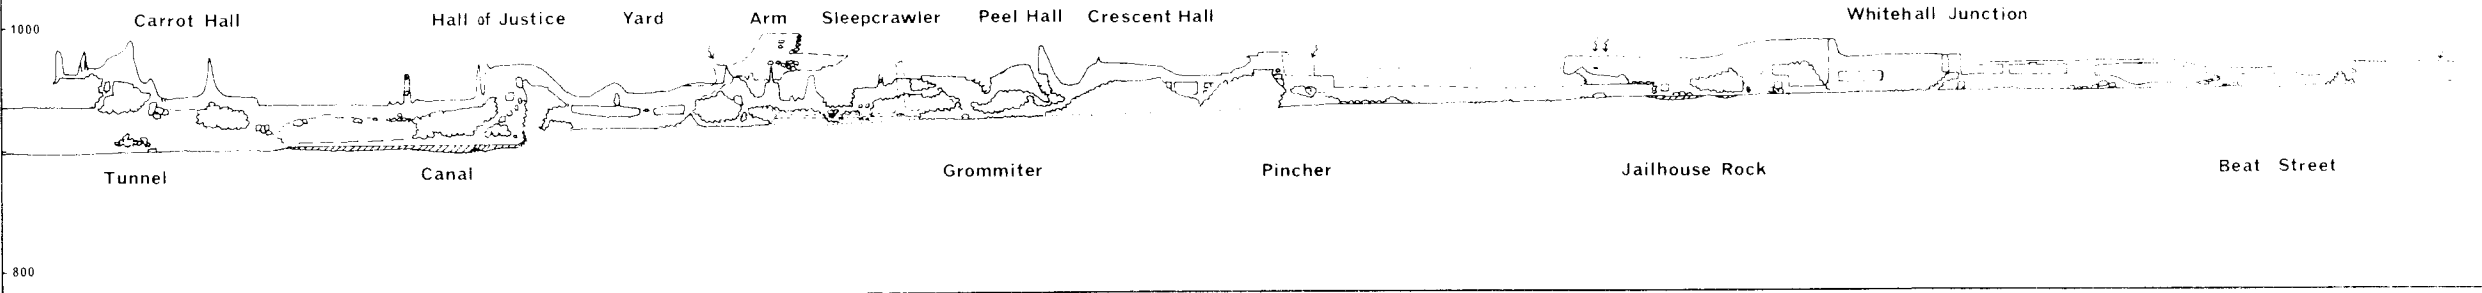 Carrot Hall Hall of Justice Yard Arm Sleepcrawler Peel Hall Crescent Hall Whitehall Junction
1000
Tunnel Canal Grommiter Pincher Jailhouse Rock Beat Street
800